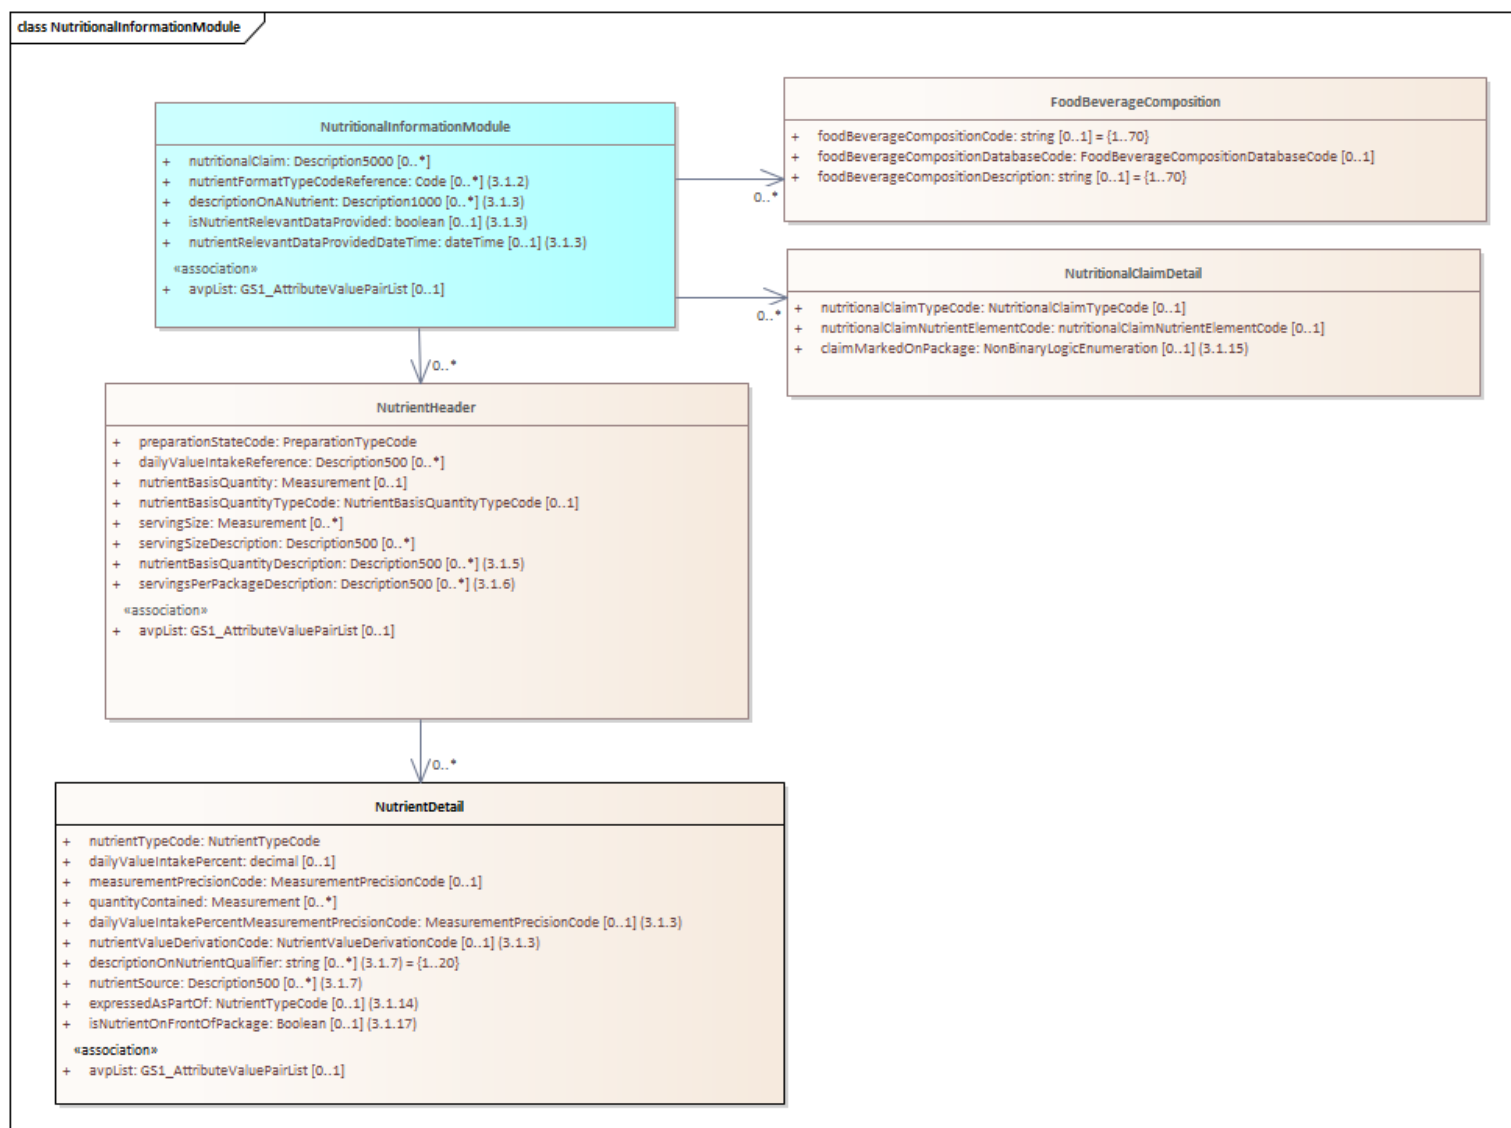 class NutritionalInformationModule
NutritionalInformationModule
+ nutritionalClaim: Description5000 [0..*]
+ nutrientFormatTypeCodeReference: Code [0..*] (3.1.2)
+ descriptionOnANutrient: Description1000 [0..*] (3.1.3)
+ isNutrientRelevantDataProvided: boolean [0..1] (3.1.3)
+ nutrientRelevantDataProvidedDateTime: dateTime [0..1] (3.1.3)
«association»
+ avpList: GS1_AttributeValuePairList [0..1]
0..*
FoodBeverageComposition
+ foodBeverageCompositionCode: string [0..1] = {1..70}
+ foodBeverageCompositionDatabaseCode: FoodBeverageCompositionDatabaseCode [0..1]
+ foodBeverageCompositionDescription: string [0..1] = {1..70}
0..*
NutritionalClaimDetail
+ nutritionalClaimTypeCode: NutritionalClaimTypeCode [0..1]
+ nutritionalClaimNutrientElementCode: nutritionalClaimNutrientElementCode [0..1]
+ claimMarkedOnPackage: NonBinaryLogicEnumeration [0..1] (3.1.15)
0..*
NutrientHeader
+ preparationStateCode: PreparationTypeCode
+ dailyValueIntakeReference: Description500 [0..*]
+ nutrientBasisQuantity: Measurement [0..1]
+ nutrientBasisQuantityTypeCode: NutrientBasisQuantityTypeCode [0..1]
+ servingSize: Measurement [0..*]
+ servingSizeDescription: Description500 [0..*]
+ nutrientBasisQuantityDescription: Description500 [0..*] (3.1.5)
+ servingsPerPackageDescription: Description500 [0..*] (3.1.6)
«association»
+ avpList: GS1_AttributeValuePairList [0..1]
0..*
NutrientDetail
+ nutrientTypeCode: NutrientTypeCode
+ dailyValueIntakePercent: decimal [0..1]
+ measurementPrecisionCode: MeasurementPrecisionCode [0..1]
+ quantityContained: Measurement [0..*]
+ dailyValueIntakePercentMeasurementPrecisionCode: MeasurementPrecisionCode [0..1] (3.1.3)
+ nutrientValueDerivationCode: NutrientValueDerivationCode [0..1] (3.1.3)
+ descriptionOnNutrientQualifier: string [0..*] (3.1.7) = {1..20}
+ nutrientSource: Description500 [0..*] (3.1.7)
+ expressedAsPartOf: NutrientTypeCode [0..1] (3.1.14)
+ isNutrientOnFrontOfPackage: Boolean [0..1] (3.1.17)
«association»
+ avpList: GS1_AttributeValuePairList [0..1]